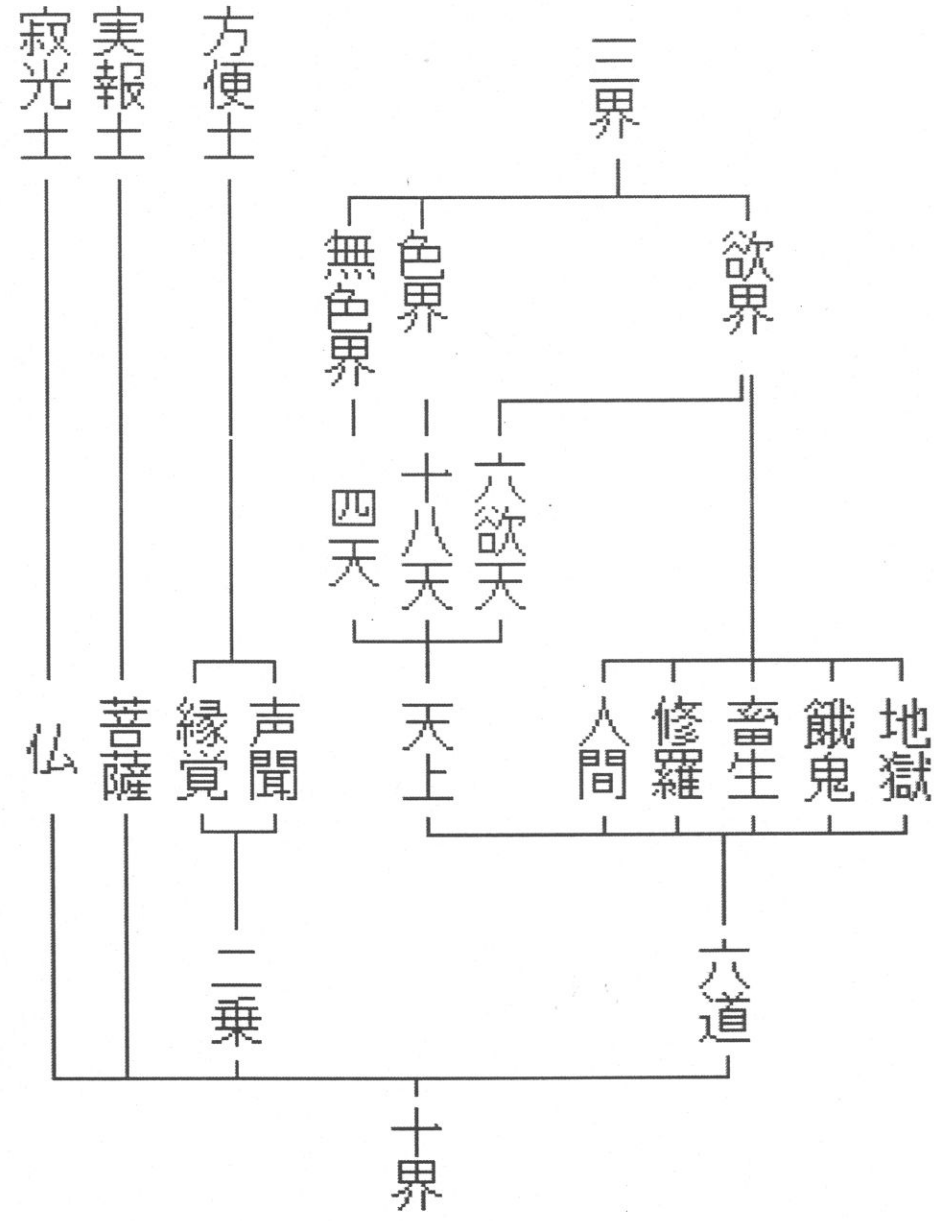 三界
欲界
色界
無色界
六欲天
十八天
四天
地獄
餓鬼
畜生
修羅
人間
天上
六道
方便土
声聞
縁覚
二乗
実報土
菩薩
寂光土
仏
十界